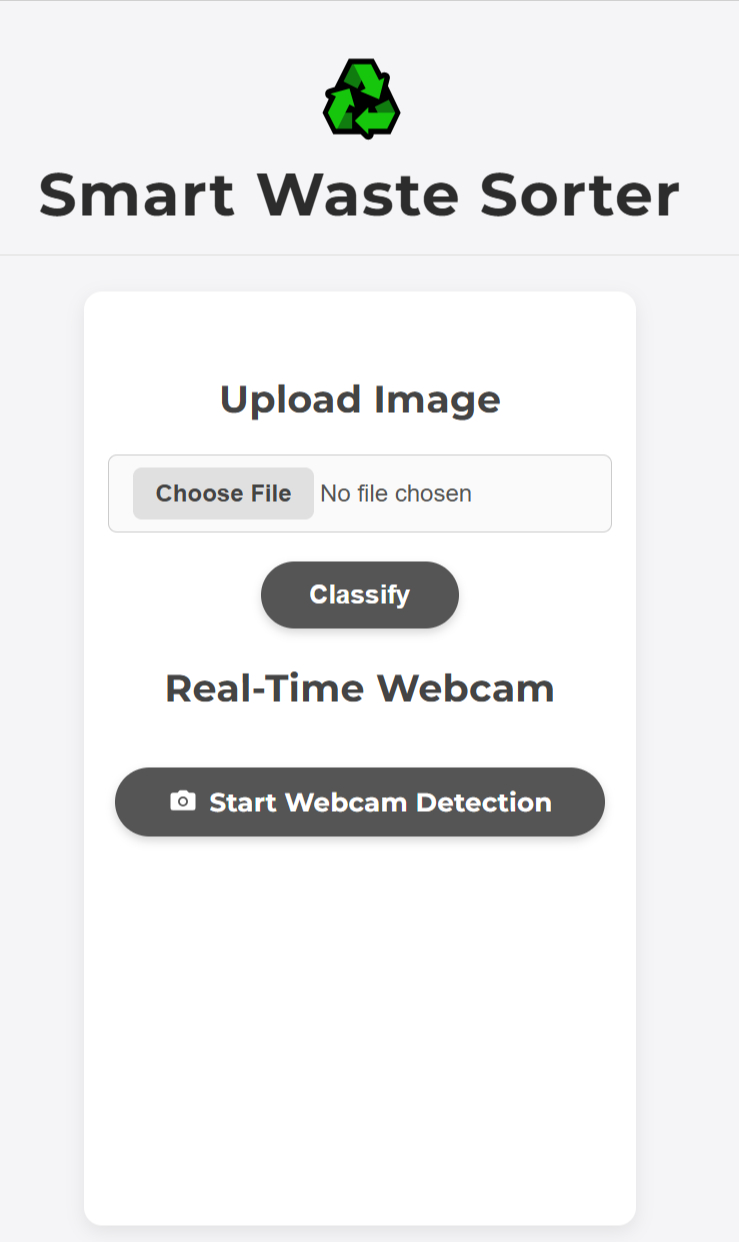 Smart Waste Sorter
Upload Image
Choose File No file chosen
Classify
Real-Time Webcam
Start Webcam Detection